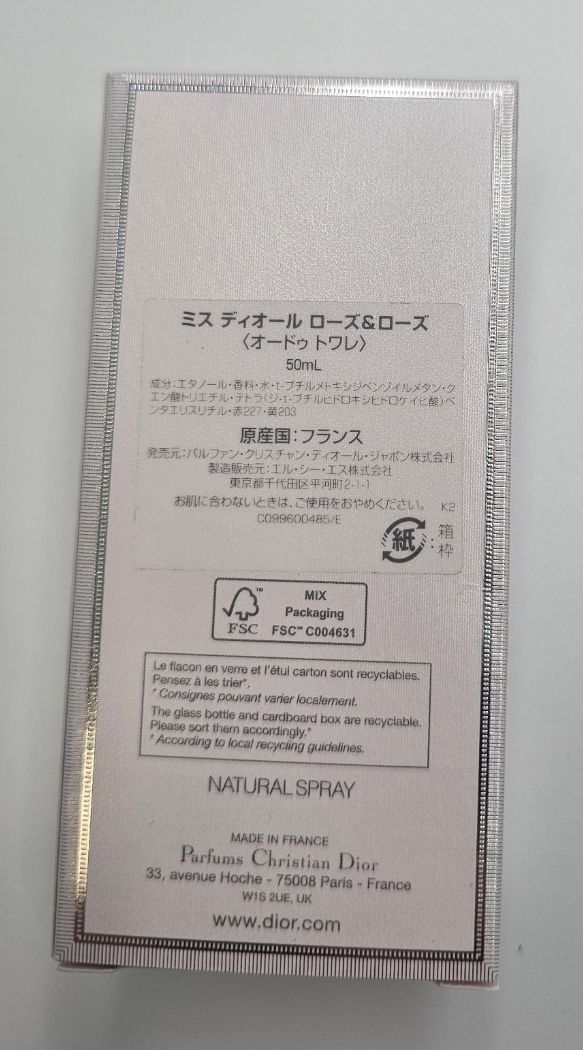 ミス ディオール ローズ&ローズ
〈オードゥ トワレ〉
50mL
成分:エタノール・香料・水・t-ブチルメトキシジベンゾイルメタン・ク
エン酸トリエチル・テトラ(ジ-t-ブチルヒドロキシヒドロケイヒ酸)ペ
ンタエリスリチル・赤227・黄203
原産国:フランス
発売元:パルファン・クリスチャン・ディオール・ジャポン株式会社
製造販売元:エル・シー・エス株式会社
東京都千代田区平河町2-1-1
お肌に合わないときは、ご使用をおやめください。 K2
C099600485/E
紙 : 箱
枠
FSC™
MIX
Packaging
FSC™ C004631
Le flacon en verre et l'étui carton sont recyclables.
Pensez à les trier*.
* Consignes pouvant varier localement.
The glass bottle and cardboard box are recyclable.
Please sort them accordingly.*
* According to local recycling guidelines.
NATURAL SPRAY
MADE IN FRANCE
Parfums Christian Dior
33, avenue Hoche - 75008 Paris - France
W1S 2UE, UK
www.dior.com